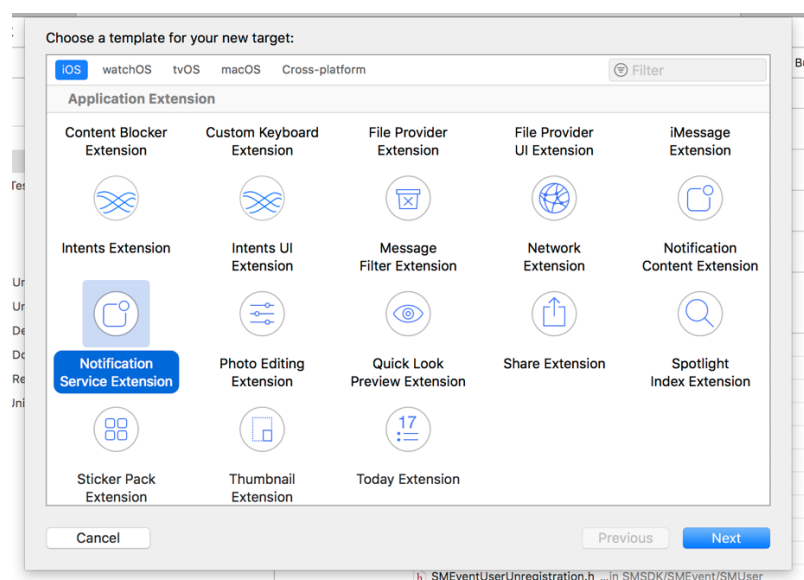 Choose a template for your new target:
iOS watchOS tvOS macOS Cross-platform Filter
Application Extension
Content Blocker Extension
Custom Keyboard Extension
File Provider Extension
File Provider UI Extension
iMessage Extension
Intents Extension
Intents UI Extension
Message Filter Extension
Network Extension
Notification Content Extension
Notification Service Extension
Photo Editing Extension
Quick Look Preview Extension
Share Extension
Spotlight Index Extension
17
Sticker Pack Extension
Thumbnail Extension
Today Extension
Cancel Previous Next
h SMEventUserUnregistration.h ...in SMSDK/SMEvent/SMUser